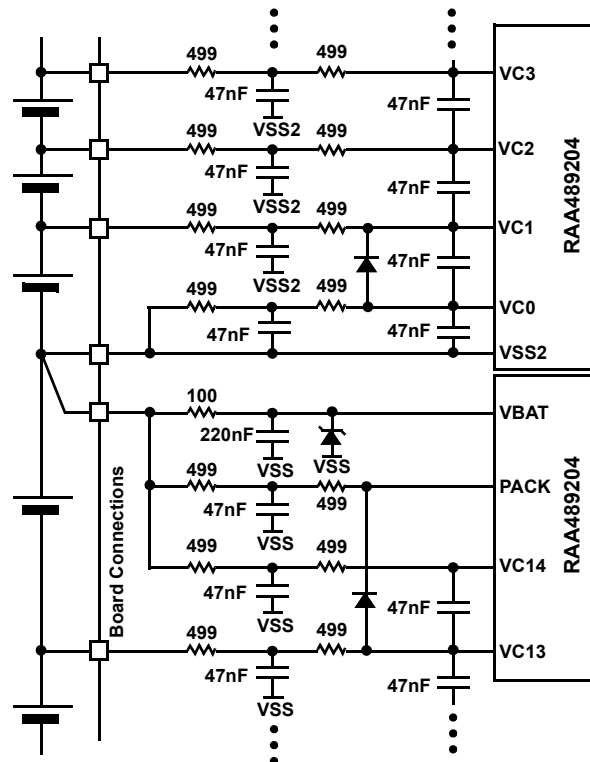 499
499
47nF
VSS2
47nF
VC3
499
499
47nF
VSS2
47nF
VC2
499
499
47nF
VSS2
47nF
VC1
499
499
47nF
47nF
VC0
VSS2
RAA489204
100
220nF
VSS
VSS
VBAT
499
499
47nF
VSS
PACK
499
499
47nF
VSS
47nF
VC14
499
499
47nF
VSS
47nF
VC13
RAA489204
Board Connections